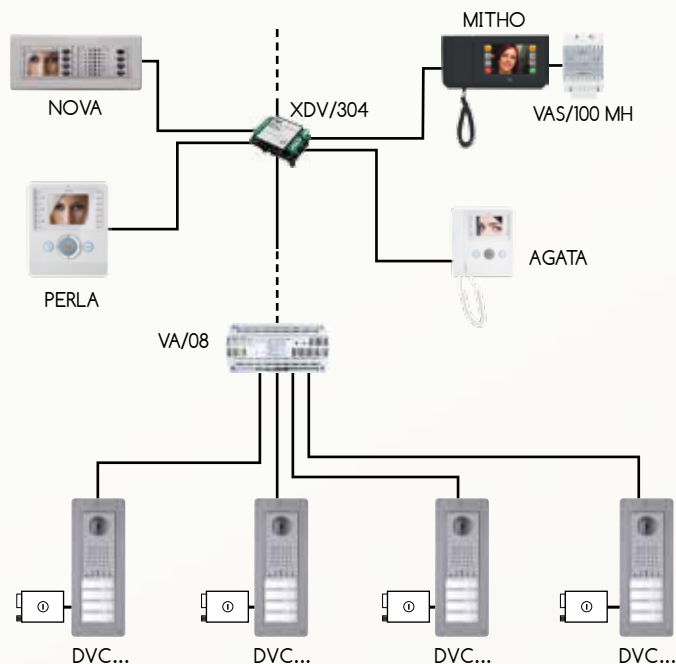 MITHO
XDV/304
NOVA
VAS/100 MH
AGATA
PERLA
VA/08
DVC...
DVC...
DVC...
DVC...